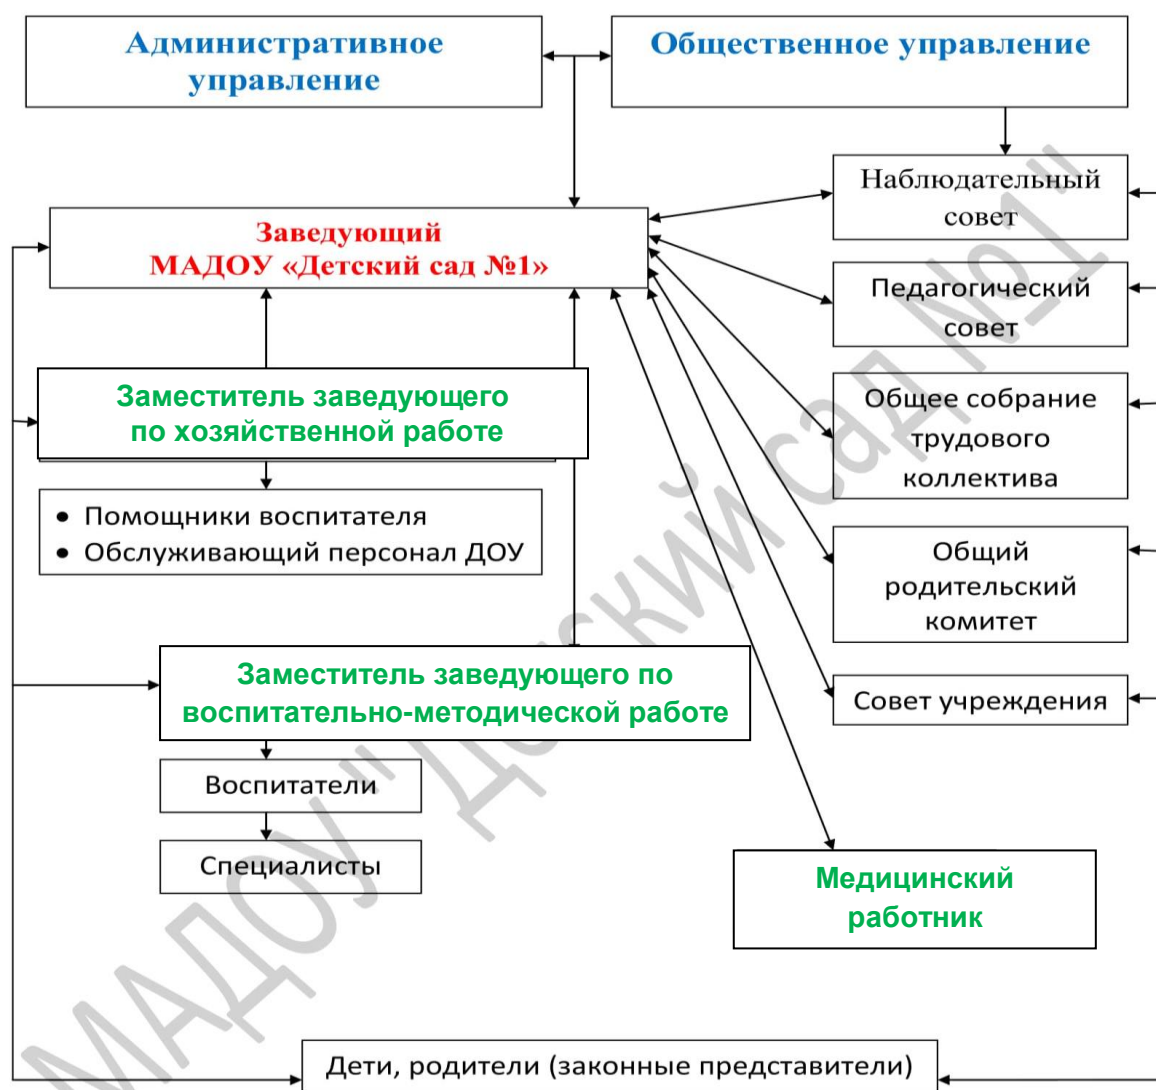 Административное
управление
Общественное управление
Наблюдательный
совет
Заведующий
МАДОУ «Детский сад №1»
Педагогический
совет
Заместитель заведующего
по хозяйственной работе
Общее собрание
трудового
коллектива
• Помощники воспитателя
• Обслуживающий персонал ДОУ
Общий
родительский
комитет
Заместитель заведующего по
воспитательно-методической работе
Совет учреждения
Воспитатели
Специалисты
Медицинский
работник
Дети, родители (законные представители)
МАДОУ "Детский сад №1"